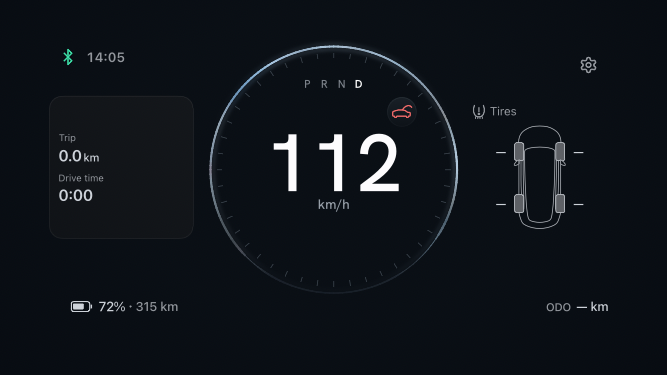 14:05
P R N D
Tires
Trip
0.0 km
Drive time
0:00
112
km/h
72% · 315 km
ODO — km